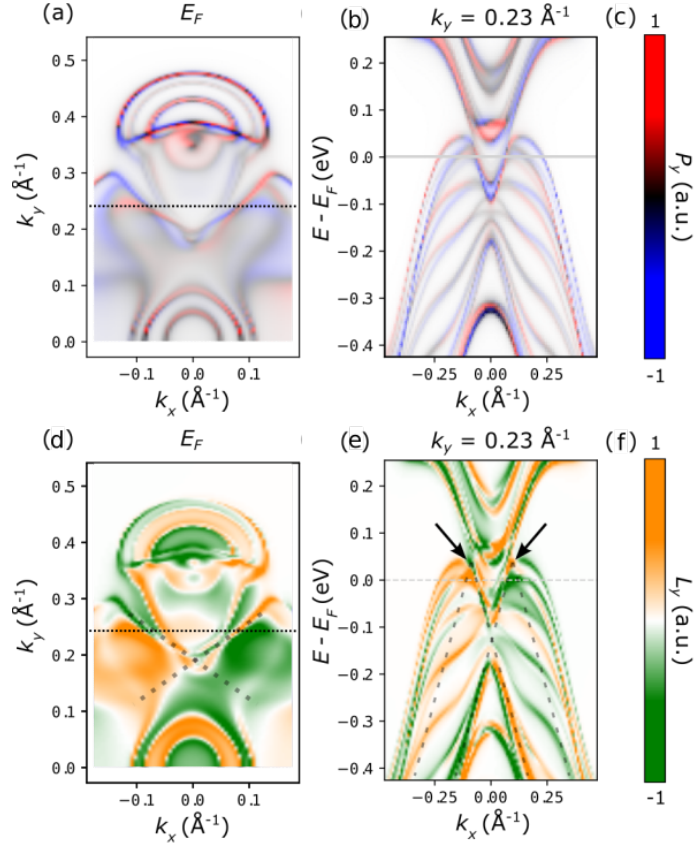 (a) E_F (b) k_y = 0.23 Å⁻¹ (c)
1
0.5
0.4
0.3
0.2
0.1
0.0
k_y (Å⁻¹)
−0.1 0.0 0.1
k_x (Å⁻¹)
0.2
0.1
0.0
−0.1
−0.2
−0.3
−0.4
E - E_F (eV)
−0.25 0.00 0.25
k_x (Å⁻¹)
P_y (a.u.)
-1
(d) E_F (e) k_y = 0.23 Å⁻¹ (f)
1
0.5
0.4
0.3
0.2
0.1
0.0
k_y (Å⁻¹)
−0.1 0.0 0.1
k_x (Å⁻¹)
0.2
0.1
0.0
−0.1
−0.2
−0.3
−0.4
E - E_F (eV)
−0.25 0.00 0.25
k_x (Å⁻¹)
L_y (a.u.)
-1